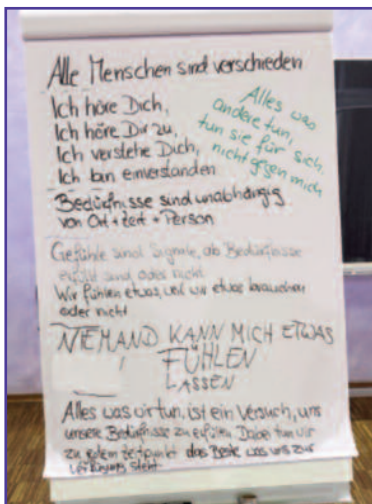 Alle Menschen sind verschieden
Ich höre Dich,
Ich höre Dir zu,
Ich verstehe Dich,
Ich bin einverstanden
Alles was
andere tun,
tun sie für sich,
nicht gegen mich
Bedürfnisse sind unabhängig
von Ort + Zeit + Person
Gefühle sind Signale, ob Bedürfnisse
erfüllt sind oder nicht
Wir fühlen etwas, weil wir etwas brauchen
oder nicht
NIEMAND KANN MICH ETWAS
FÜHLEN
LASSEN
Alles was wir tun, ist ein Versuch, uns
unsere Bedürfnisse zu erfüllen. Dabei tun wir
zu jedem Zeitpunkt das Beste was uns zur
Verfügung steht